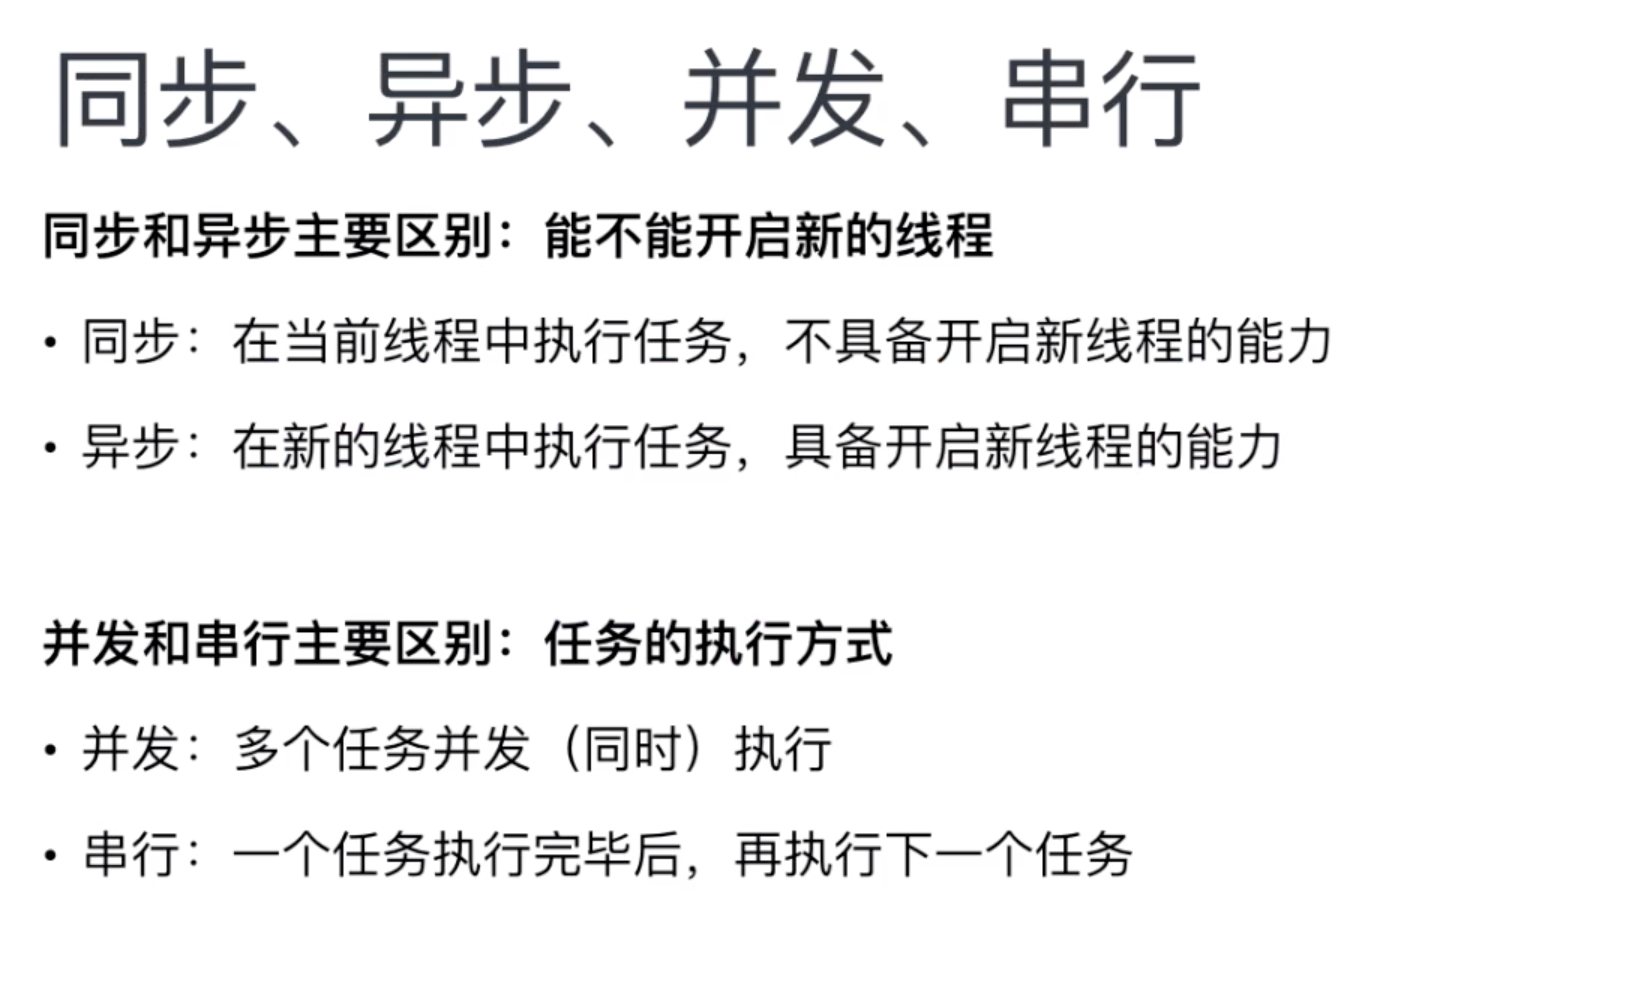 同步、异步、并发、串行
同步和异步主要区别：能不能开启新的线程
• 同步：在当前线程中执行任务，不具备开启新线程的能力
• 异步：在新的线程中执行任务，具备开启新线程的能力
并发和串行主要区别：任务的执行方式
• 并发：多个任务并发（同时）执行
• 串行：一个任务执行完毕后，再执行下一个任务